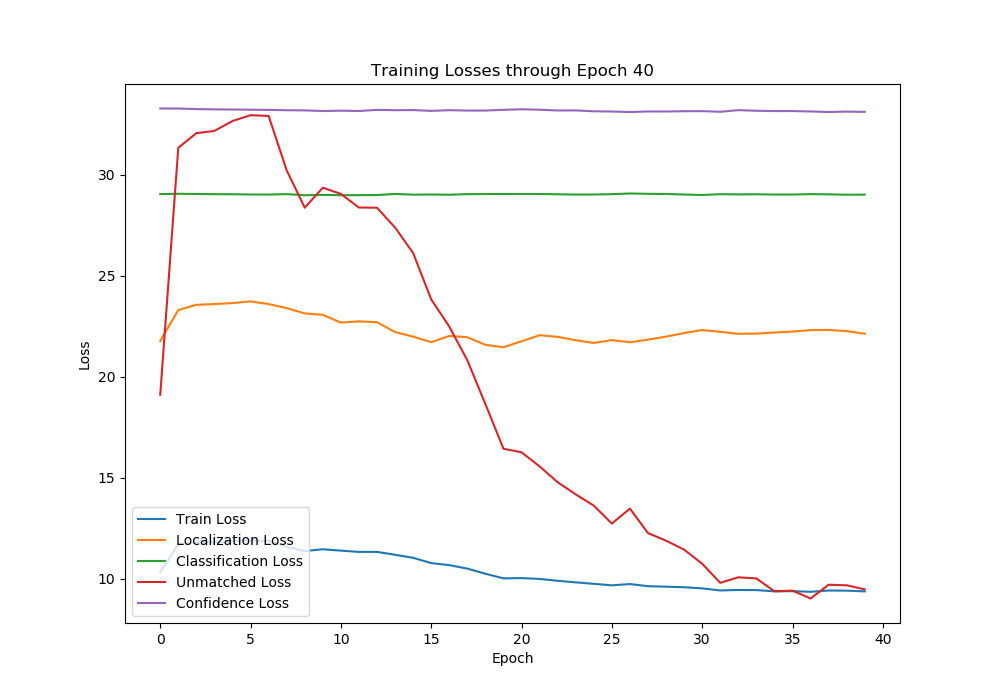 Training Losses through Epoch 40
Loss
30
25
20
15
10
Train Loss
Localization Loss
Classification Loss
Unmatched Loss
Confidence Loss
0 5 10 15 20 25 30 35 40
Epoch